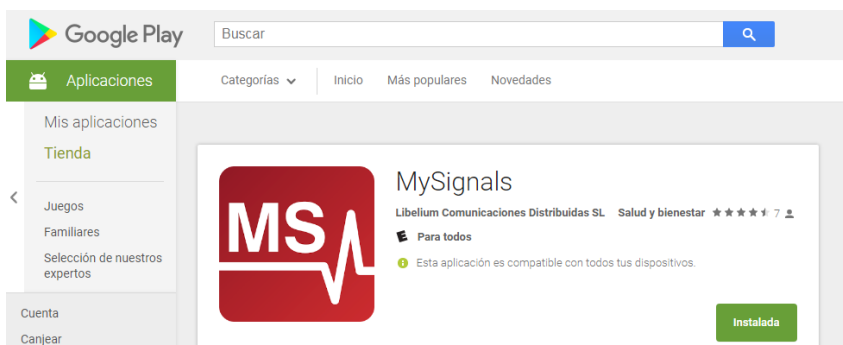 Google Play
Buscar
Aplicaciones
Categorías
Inicio
Más populares
Novedades
Mis aplicaciones
Tienda
Juegos
Familiares
Selección de nuestros
expertos
Cuenta
Canjear
MS
MySignals
Libelium Comunicaciones Distribuidas SL Salud y bienestar 7
E Para todos
Esta aplicación es compatible con todos tus dispositivos.
Instalada